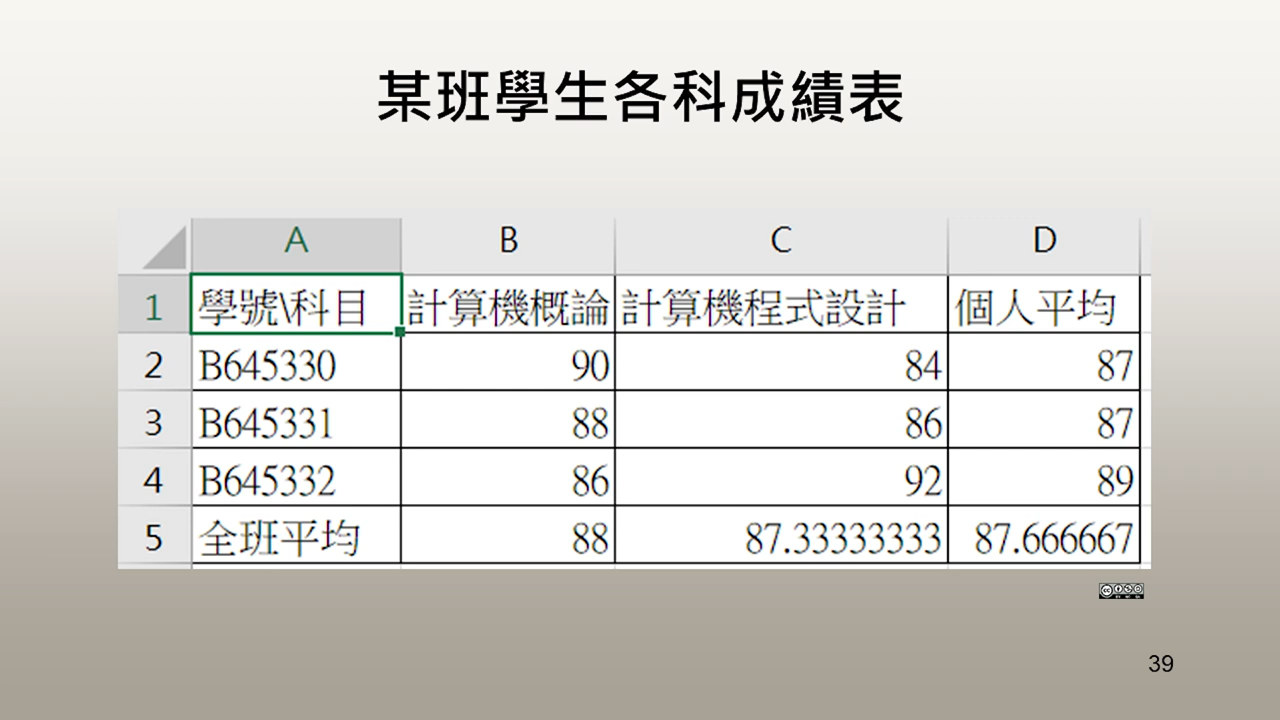 某班學生各科成績表
A B C D
1 學號\科目 計算機概論 計算機程式設計 個人平均
2 B645330 90 84 87
3 B645331 88 86 87
4 B645332 86 92 89
5 全班平均 88 87.33333333 87.666667
39